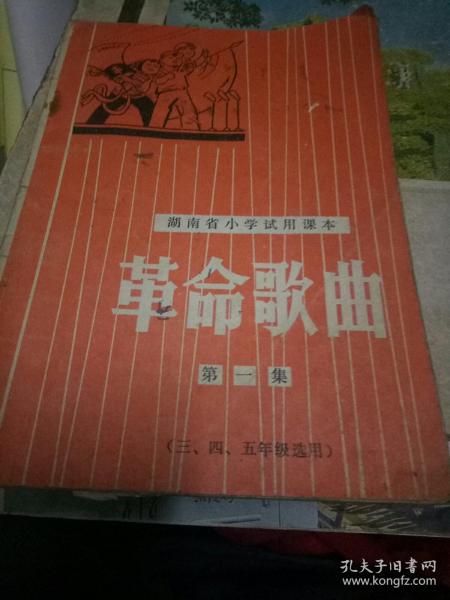 湖南省小学试用课本
革命歌曲
第一集
（三、四、五年级选用）
孔夫子旧书网
www.kongfz.com